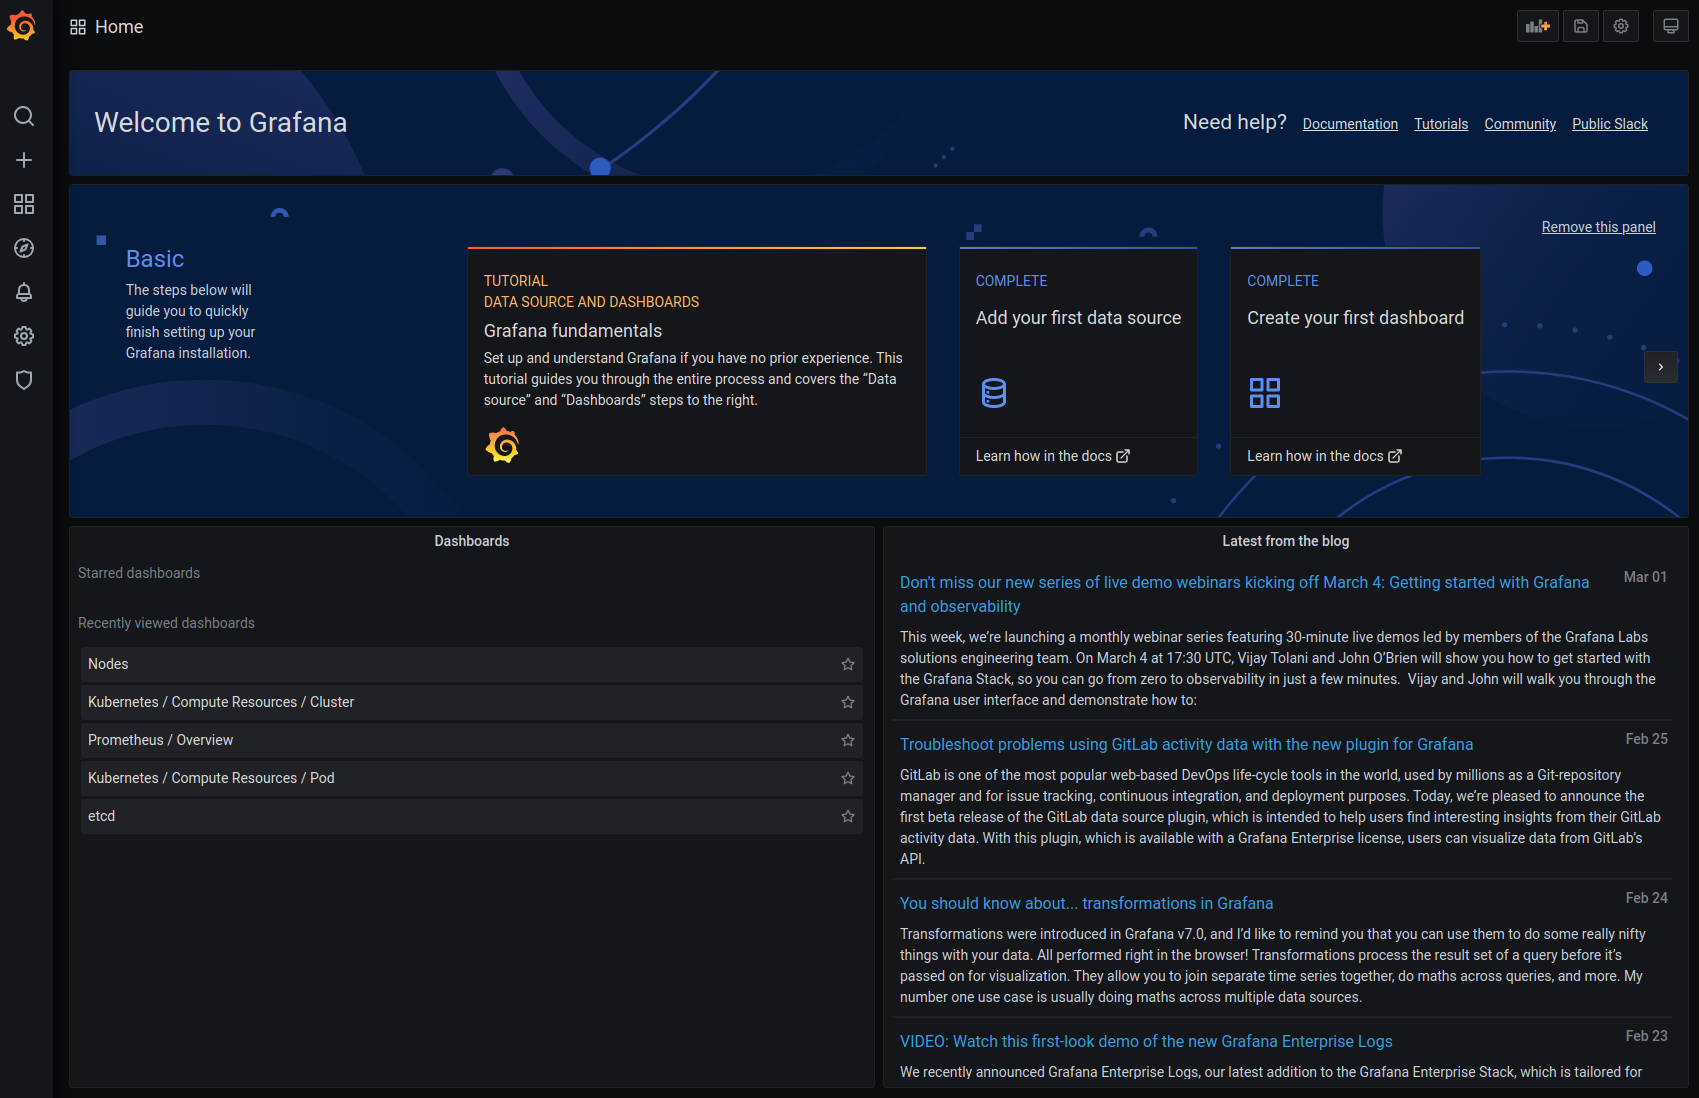 Home
Welcome to Grafana
Need help? Documentation Tutorials Community Public Slack
Remove this panel
Basic
The steps below will
guide you to quickly
finish setting up your
Grafana installation.
TUTORIAL
DATA SOURCE AND DASHBOARDS
Grafana fundamentals
Set up and understand Grafana if you have no prior experience. This
tutorial guides you through the entire process and covers the “Data
source” and “Dashboards” steps to the right.
COMPLETE
Add your first data source
Learn how in the docs
COMPLETE
Create your first dashboard
Learn how in the docs
Dashboards
Starred dashboards
Recently viewed dashboards
Nodes
Kubernetes / Compute Resources / Cluster
Prometheus / Overview
Kubernetes / Compute Resources / Pod
etcd
Latest from the blog
Don't miss our new series of live demo webinars kicking off March 4: Getting started with Grafana
and observability
Mar 01
This week, we’re launching a monthly webinar series featuring 30-minute live demos led by members of the Grafana Labs
solutions engineering team. On March 4 at 17:30 UTC, Vijay Tolani and John O’Brien will show you how to get started with
the Grafana Stack, so you can go from zero to observability in just a few minutes.  Vijay and John will walk you through the
Grafana user interface and demonstrate how to:
Troubleshoot problems using GitLab activity data with the new plugin for Grafana
Feb 25
GitLab is one of the most popular web-based DevOps life-cycle tools in the world, used by millions as a Git-repository
manager and for issue tracking, continuous integration, and deployment purposes. Today, we’re pleased to announce the
first beta release of the GitLab data source plugin, which is intended to help users find interesting insights from their GitLab
activity data. With this plugin, which is available with a Grafana Enterprise license, users can visualize data from GitLab’s
API.
You should know about... transformations in Grafana
Feb 24
Transformations were introduced in Grafana v7.0, and I’d like to remind you that you can use them to do some really nifty
things with your data. All performed right in the browser! Transformations process the result set of a query before it’s
passed on for visualization. They allow you to join separate time series together, do maths across queries, and more. My
number one use case is usually doing maths across multiple data sources.
VIDEO: Watch this first-look demo of the new Grafana Enterprise Logs
Feb 23
We recently announced Grafana Enterprise Logs, our latest addition to the Grafana Enterprise Stack, which is tailored for